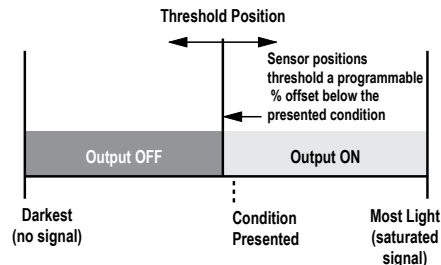 Threshold Position
Sensor positions
threshold a programmable
% offset below the
presented condition
Output OFF
Output ON
Darkest
(no signal)
Condition
Presented
Most Light
(saturated
signal)